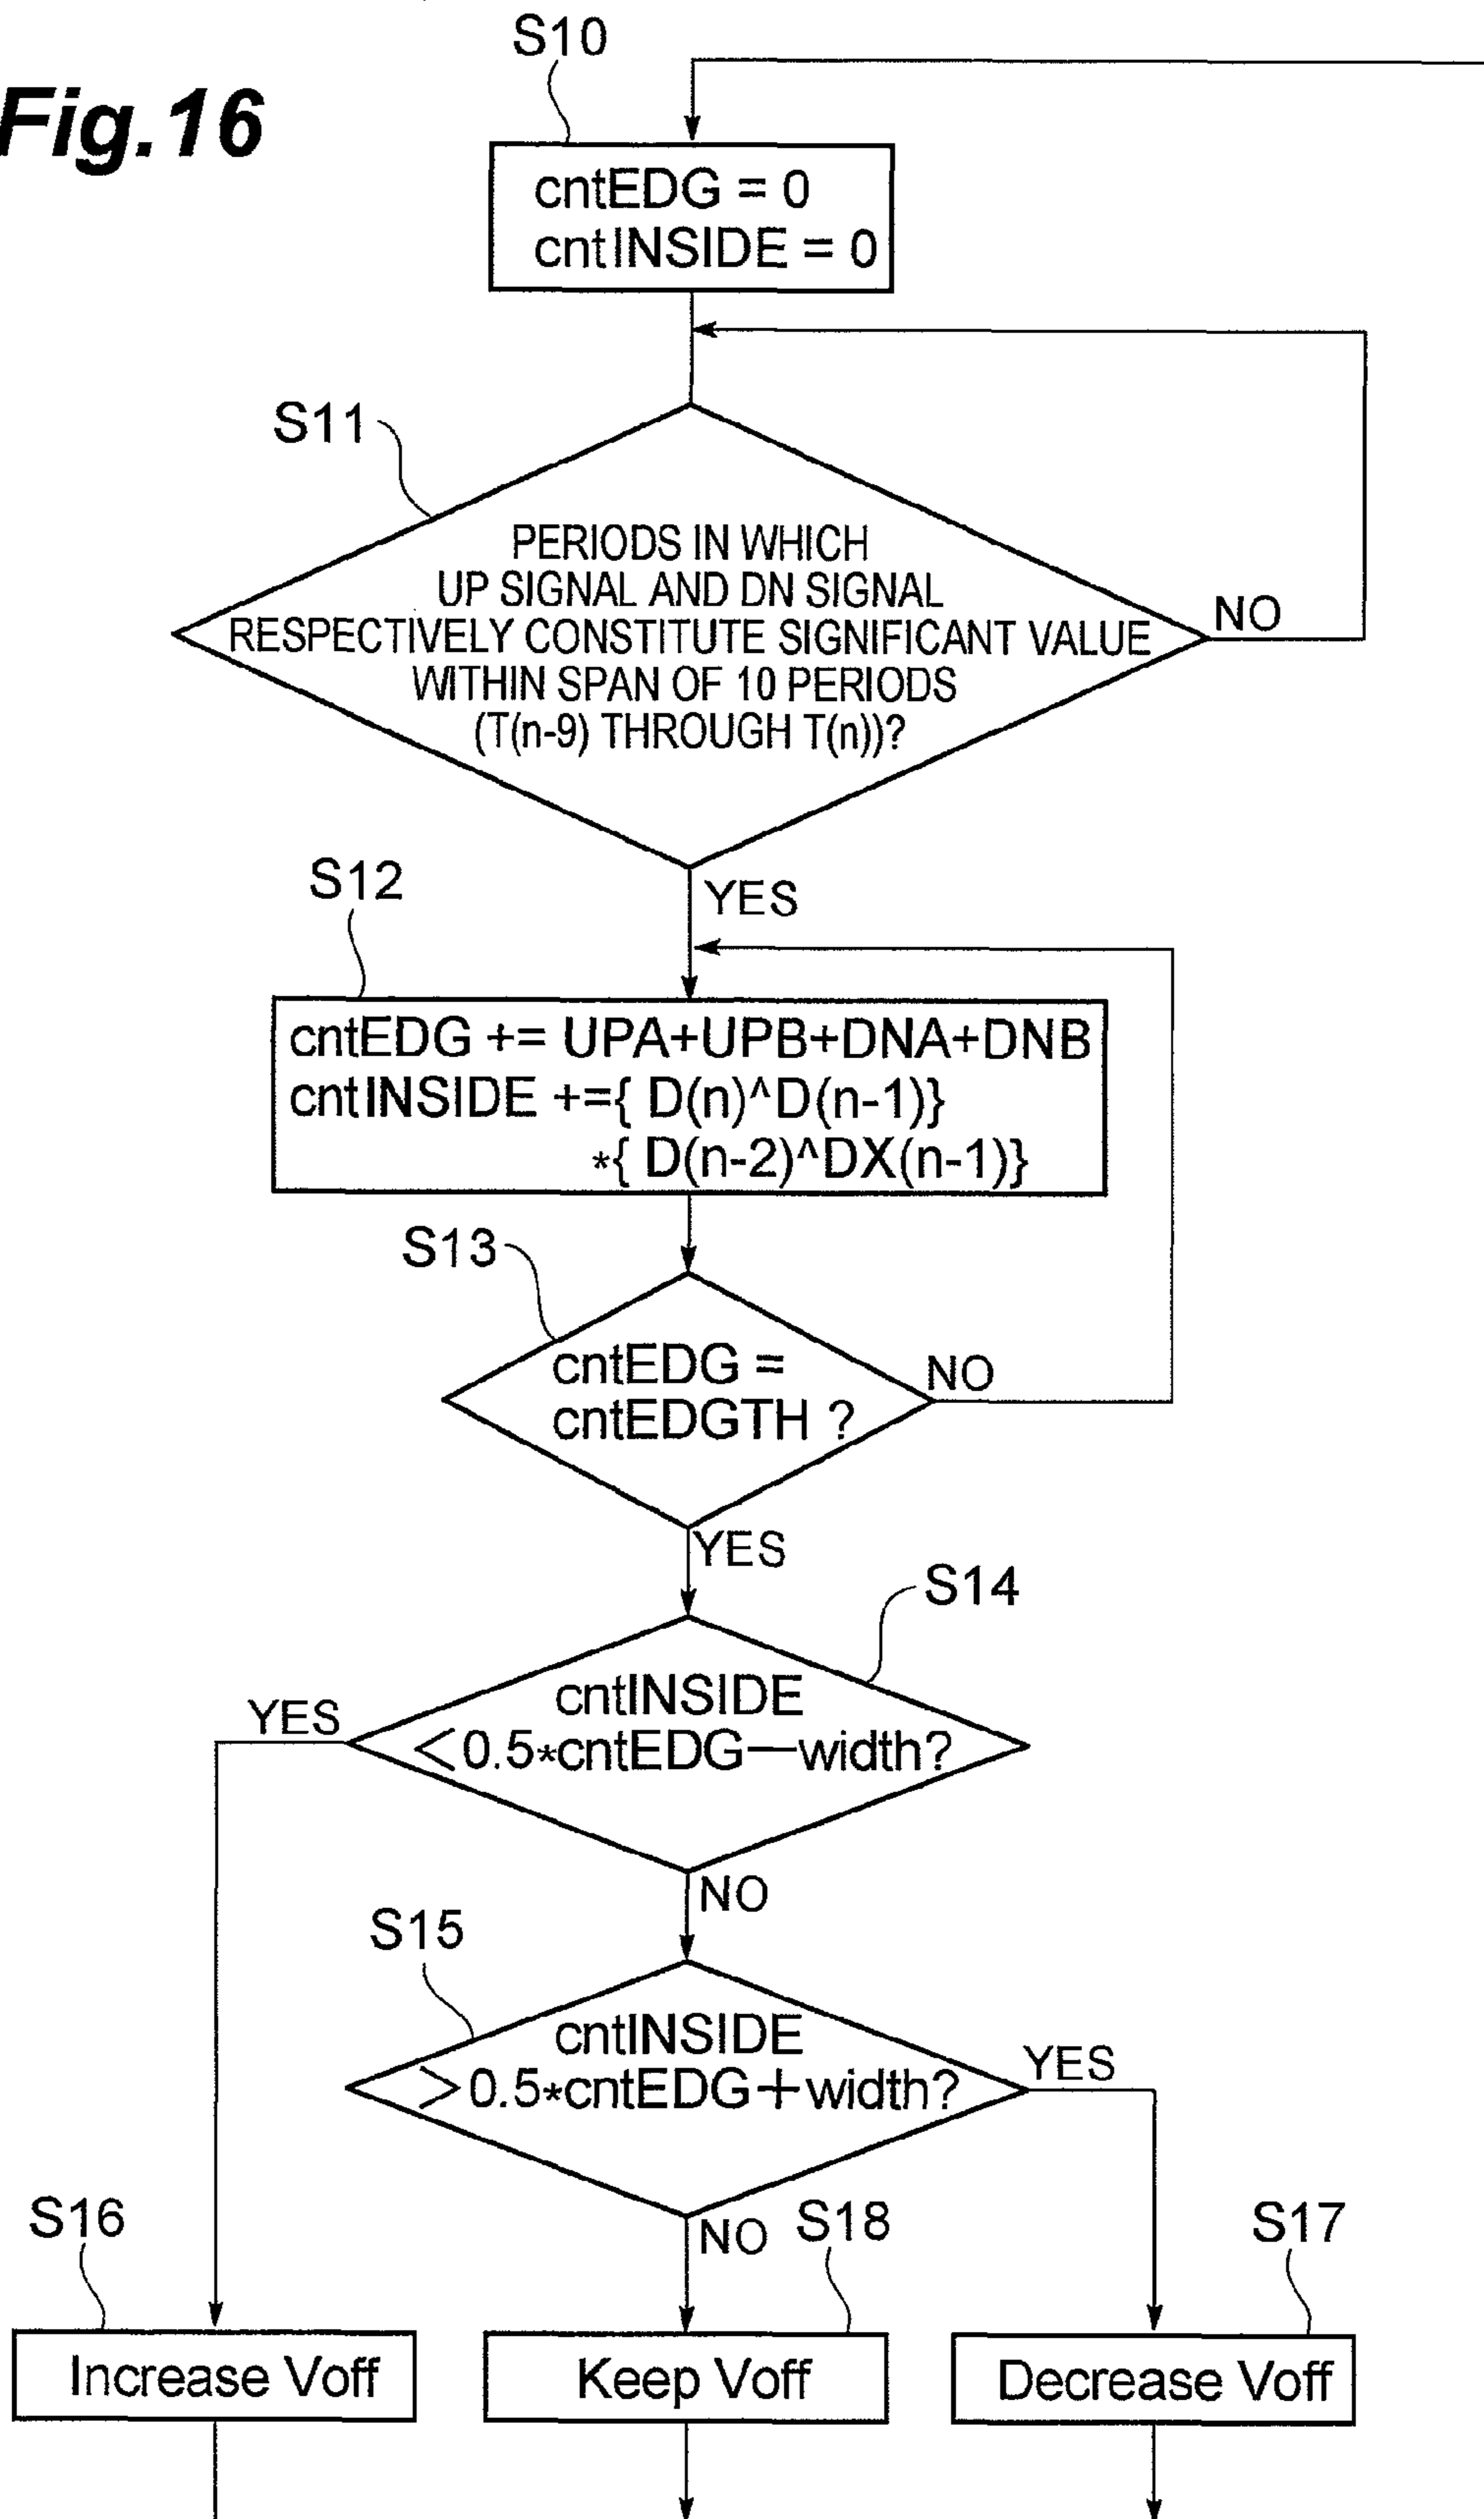 Fig.16
S10
cntEDG = 0
cntINSIDE = 0
S11
PERIODS IN WHICH
UP SIGNAL AND DN SIGNAL
RESPECTIVELY CONSTITUTE SIGNIFICANT VALUE
WITHIN SPAN OF 10 PERIODS
(T(n-9) THROUGH T(n))?
NO
YES
S12
cntEDG += UPA+UPB+DNA+DNB
cntINSIDE +={ D(n)^D(n-1)}
*{ D(n-2)^DX(n-1)}
S13
cntEDG =
cntEDGTH ?
NO
YES
S14
cntINSIDE
<0.5*cntEDG—width?
YES
NO
S15
cntINSIDE
>0.5*cntEDG+width?
YES
NO
S16
Increase Voff
S18
Keep Voff
S17
Decrease Voff